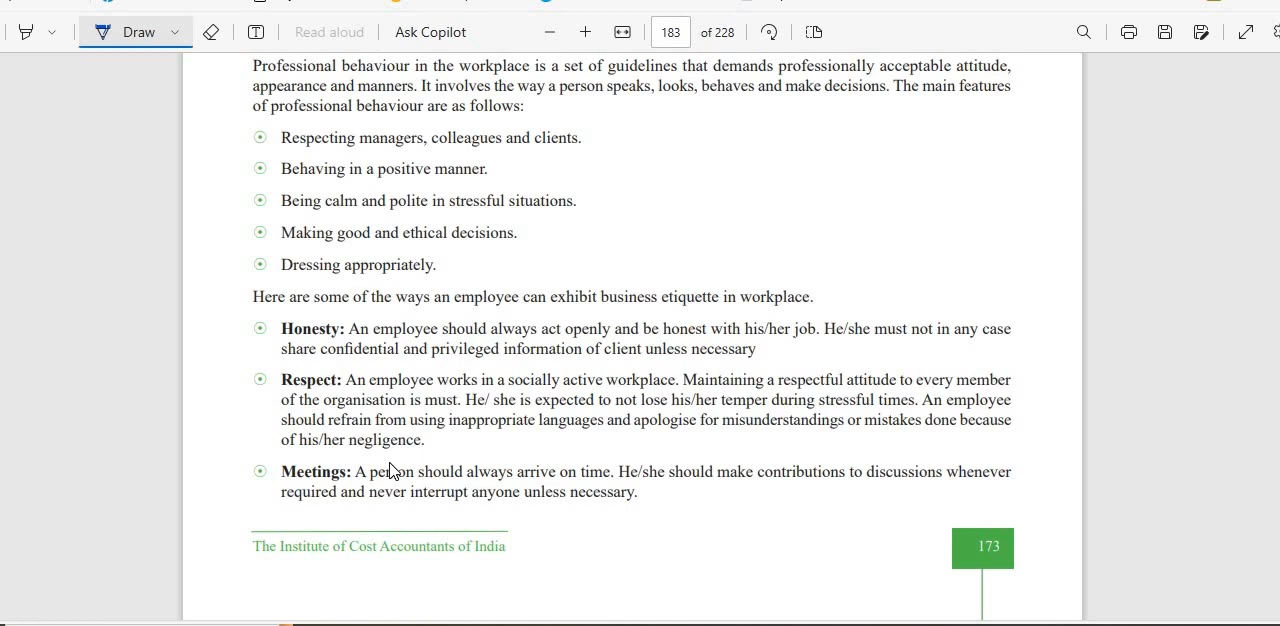 Draw
Read aloud
Ask Copilot
183
of 228
Professional behaviour in the workplace is a set of guidelines that demands professionally acceptable attitude,
appearance and manners. It involves the way a person speaks, looks, behaves and make decisions. The main features
of professional behaviour are as follows:
Respecting managers, colleagues and clients.
Behaving in a positive manner.
Being calm and polite in stressful situations.
Making good and ethical decisions.
Dressing appropriately.
Here are some of the ways an employee can exhibit business etiquette in workplace.
Honesty: An employee should always act openly and be honest with his/her job. He/she must not in any case
share confidential and privileged information of client unless necessary
Respect: An employee works in a socially active workplace. Maintaining a respectful attitude to every member
of the organisation is must. He/ she is expected to not lose his/her temper during stressful times. An employee
should refrain from using inappropriate languages and apologise for misunderstandings or mistakes done because
of his/her negligence.
Meetings: A person should always arrive on time. He/she should make contributions to discussions whenever
required and never interrupt anyone unless necessary.
The Institute of Cost Accountants of India
173